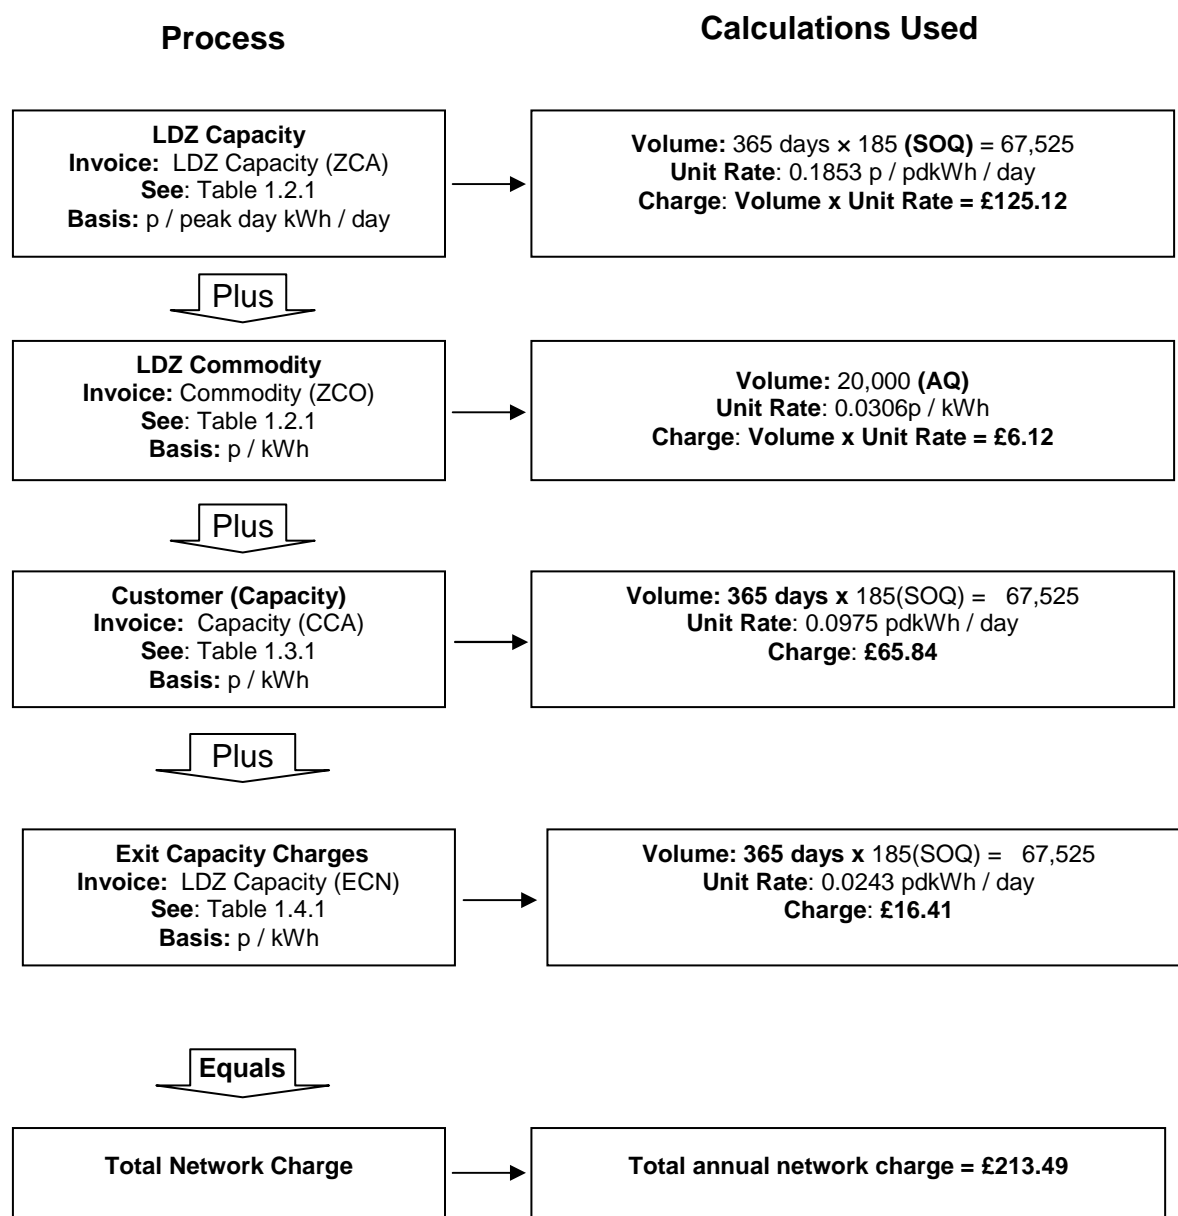 Process
Calculations Used
LDZ Capacity
Invoice: LDZ Capacity (ZCA)
See: Table 1.2.1
Basis: p / peak day kWh / day
Volume: 365 days × 185 (SOQ) = 67,525
Unit Rate: 0.1853 p / pdkWh / day
Charge: Volume x Unit Rate = £125.12
Plus
LDZ Commodity
Invoice: Commodity (ZCO)
See: Table 1.2.1
Basis: p / kWh
Volume: 20,000 (AQ)
Unit Rate: 0.0306p / kWh
Charge: Volume x Unit Rate = £6.12
Plus
Customer (Capacity)
Invoice: Capacity (CCA)
See: Table 1.3.1
Basis: p / kWh
Volume: 365 days x 185(SOQ) = 67,525
Unit Rate: 0.0975 pdkWh / day
Charge: £65.84
Plus
Exit Capacity Charges
Invoice: LDZ Capacity (ECN)
See: Table 1.4.1
Basis: p / kWh
Volume: 365 days x 185(SOQ) = 67,525
Unit Rate: 0.0243 pdkWh / day
Charge: £16.41
Equals
Total Network Charge
Total annual network charge = £213.49